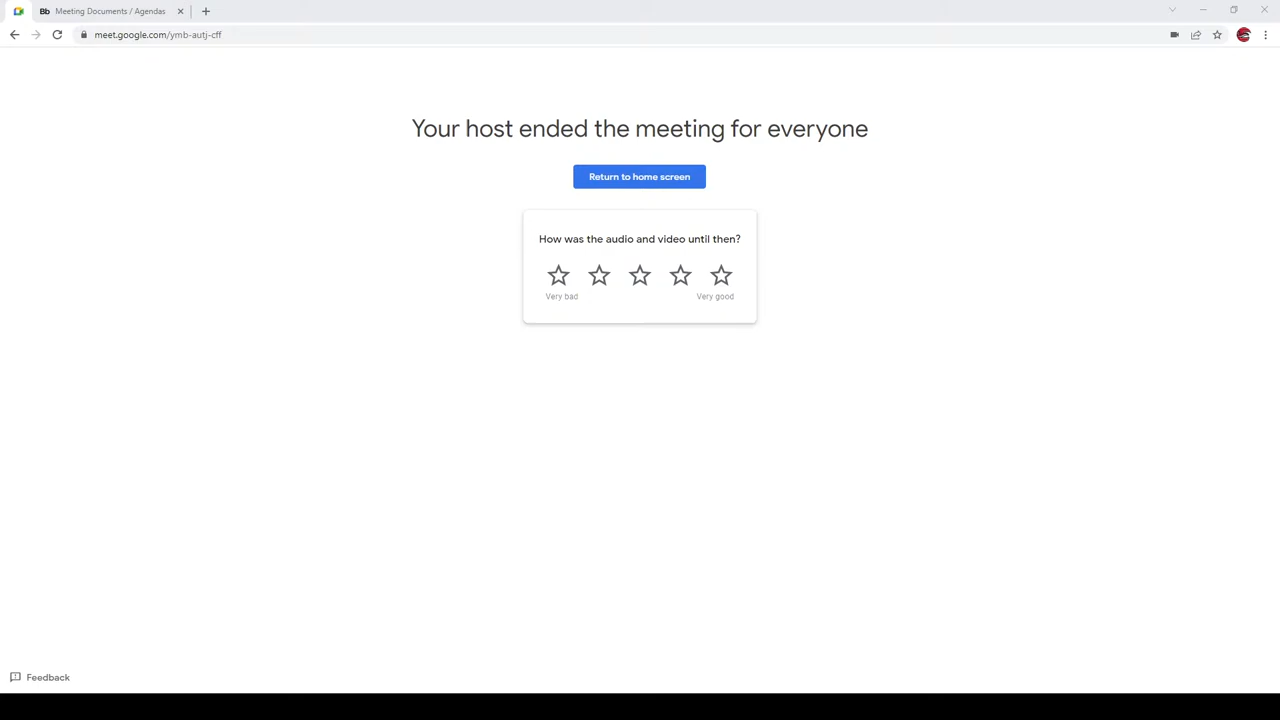 Bb Meeting Documents / Agendas
meet.google.com/ymb-autj-cff
Your host ended the meeting for everyone
Return to home screen
How was the audio and video until then?
Very bad Very good
Feedback